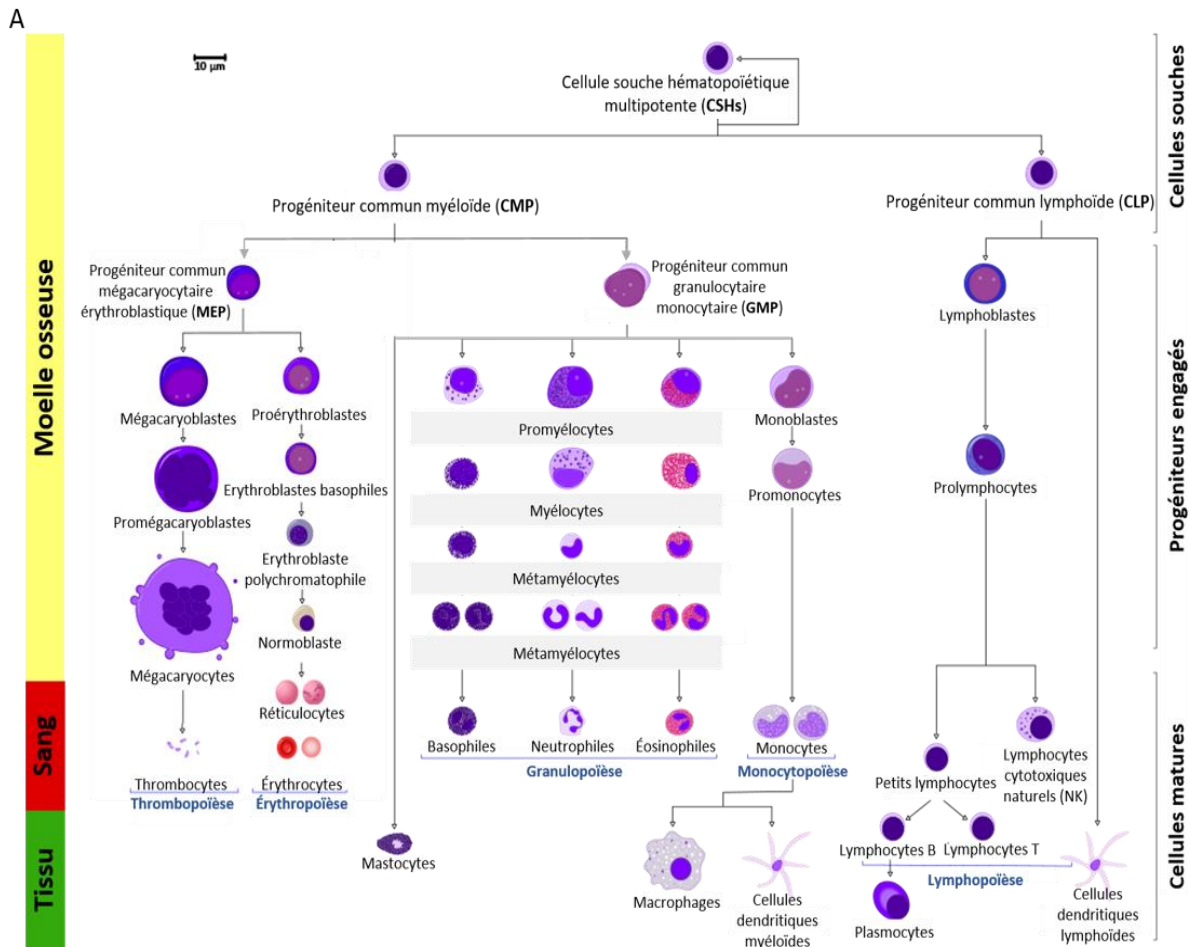 A
10 µm
Cellule souche hématopoïétique
multipotente (CSHs)
Progéniteur commun myéloïde (CMP)
Progéniteur commun lymphoïde (CLP)
Progéniteur commun
mégacaryocytaire
érythroblastique (MEP)
Progéniteur commun
granulocytaire
monocytaire (GMP)
Lymphoblastes
Mégacaryoblastes
Proérythroblastes
Promyélocytes
Monoblastes
Promégacaryoblastes
Erythroblastes basophiles
Myélocytes
Promonocytes
Prolymphocytes
Erythroblaste
polychromatophile
Métamyélocytes
Normoblaste
Métamyélocytes
Mégacaryocytes
Réticulocytes
Thrombocytes
Thrombopoïèse
Érythrocytes
Érythropoïèse
Basophiles
Neutrophiles
Éosinophiles
Granulopoïèse
Monocytes
Monocytopoïèse
Petits lymphocytes
Lymphocytes
cytotoxiques
naturels (NK)
Mastocytes
Macrophages
Cellules
dendritiques
myéloïdes
Lymphocytes B
Lymphocytes T
Lymphopoïèse
Plasmocytes
Cellules
dendritiques
lymphoïdes
Moelle osseuse
Sang
Tissu
Cellules souches
Progéniteurs engagés
Cellules matures